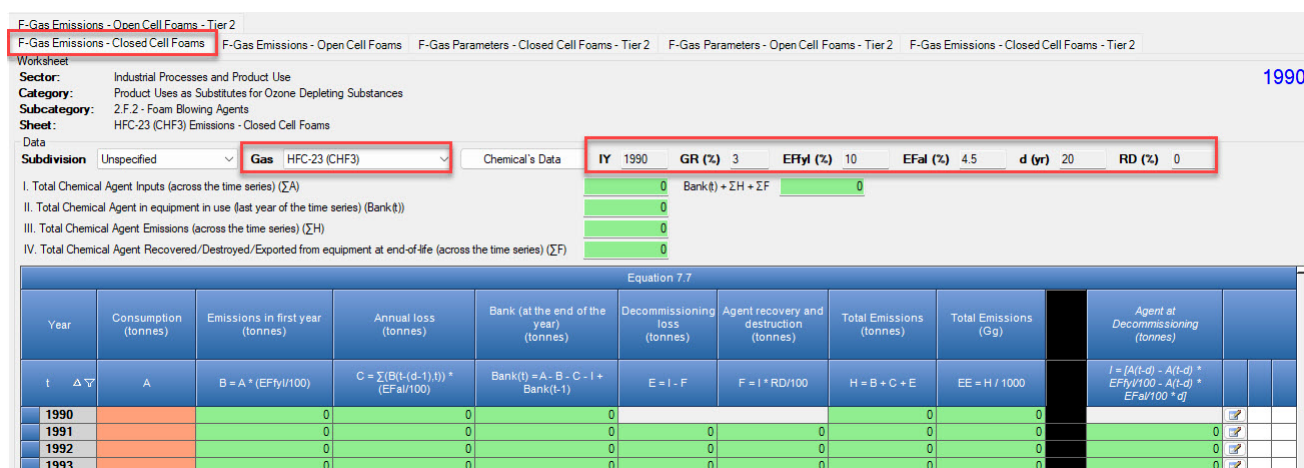 F-Gas Emissions - Open Cell Foams - Tier 2
F-Gas Emissions - Closed Cell Foams F-Gas Emissions - Open Cell Foams F-Gas Parameters - Closed Cell Foams - Tier 2 F-Gas Parameters - Open Cell Foams - Tier 2 F-Gas Emissions - Closed Cell Foams - Tier 2
Worksheet
Sector: Industrial Processes and Product Use 1990
Category: Product Uses as Substitutes for Ozone Depleting Substances
Subcategory: 2.F.2 - Foam Blowing Agents
Sheet: HFC-23 (CHF3) Emissions - Closed Cell Foams
Data
Subdivision Unspecified Gas HFC-23 (CHF3) Chemical's Data IY 1990 GR (%) 3 EFfyl (%) 10 EFal (%) 4.5 d (yr) 20 RD (%) 0
I. Total Chemical Agent Inputs (across the time series) (∑A) 0 Bank(t) + ΣH + ΣF 0
II. Total Chemical Agent in equipment in use (last year of the time series) (Bank(t)) 0
III. Total Chemical Agent Emissions (across the time series) (∑H) 0
IV. Total Chemical Agent Recovered/Destroyed/Exported from equipment at end-of-life (across the time series) (∑F) 0
Equation 7.7
Year Consumption (tonnes) Emissions in first year (tonnes) Annual loss (tonnes) Bank (at the end of the year) (tonnes) Decommissioning loss (tonnes) Agent recovery and destruction (tonnes) Total Emissions (tonnes) Total Emissions (Gg) Agent at Decommissioning (tonnes)
t A B = A * (EFfyl/100) C = ∑(B(t-(d-1),t)) * (EFal/100) Bank(t) = A - B - C - I + Bank(t-1) E = I - F F = I * RD/100 H = B + C + E EE = H / 1000 I = [A(t-d) - A(t-d) * EFfyl/100 - A(t-d) * EFal/100 * d]
1990 0 0 0 0 0
1991 0 0 0 0 0 0 0 0
1992 0 0 0 0 0 0 0 0
1993 0 0 0 0 0 0 0 0